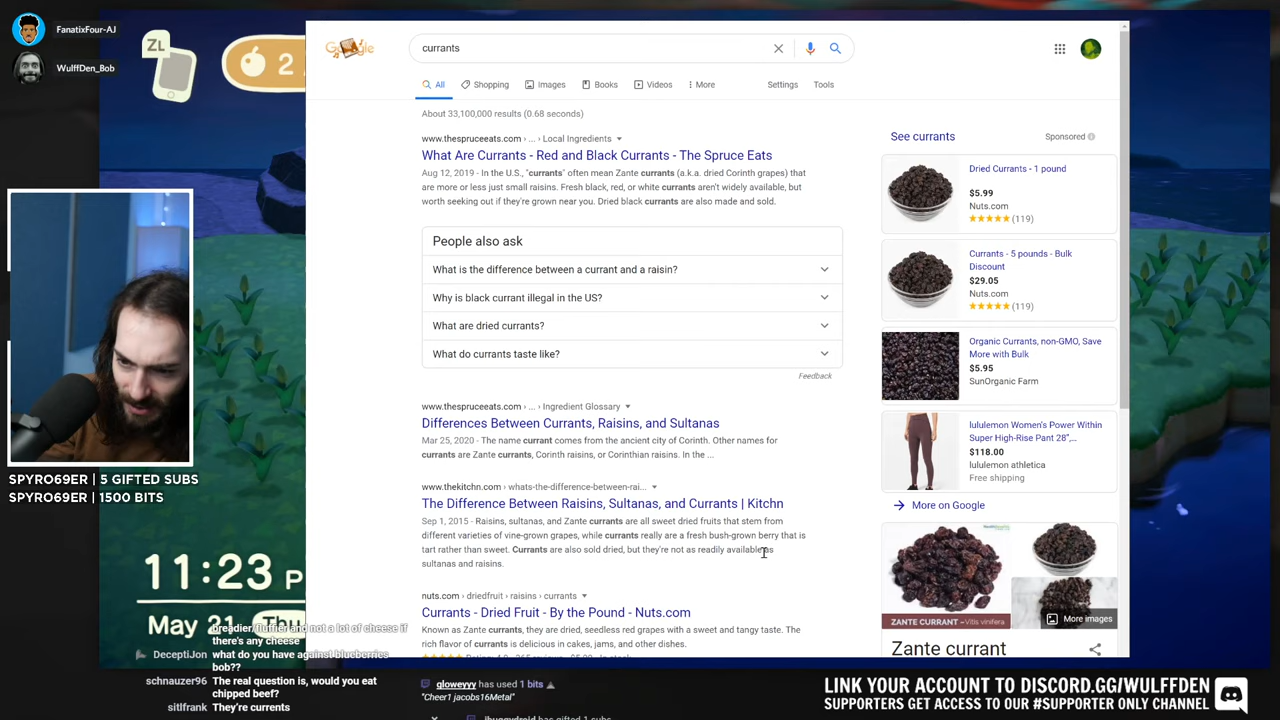 FanatixFour-AJ
WulffDen_Bob
ZL
2
Google
currants
All
Shopping
Images
Books
Videos
More
Settings
Tools
About 33,100,000 results (0.68 seconds)
www.thespruceeats.com › ... › Local Ingredients
What Are Currants - Red and Black Currants - The Spruce Eats
Aug 12, 2019 - In the U.S., "currants" often mean Zante currants (a.k.a. dried Corinth grapes) that
are more or less just small raisins. Fresh black, red, or white currants aren't widely available, but
worth seeking out if they're grown near you. Dried black currants are also made and sold.
People also ask
What is the difference between a currant and a raisin?
Why is black currant illegal in the US?
What are dried currants?
What do currants taste like?
Feedback
www.thespruceeats.com › ... › Ingredient Glossary
Differences Between Currants, Raisins, and Sultanas
Mar 25, 2020 - The name currant comes from the ancient city of Corinth. Other names for
currants are Zante currants, Corinth raisins, or Corinthian raisins. In the ...
www.thekitchn.com › whats-the-difference-between-rai...
The Difference Between Raisins, Sultanas, and Currants | Kitchn
Sep 1, 2015 - Raisins, sultanas, and Zante currants are all sweet dried fruits that stem from
different varieties of vine-grown grapes, while currants really are a fresh bush-grown berry that is
tart rather than sweet. Currants are also sold dried, but they're not as readily available as
sultanas and raisins.
nuts.com › driedfruit › raisins › currants
Currants - Dried Fruit - By the Pound - Nuts.com
Known as Zante currants, they are dried, seedless red grapes with a sweet and tangy taste. The
rich flavor of currants is delicious in cakes, jams, and other dishes.
See currants
Sponsored
Dried Currants - 1 pound
$5.99
Nuts.com
(119)
Currants - 5 pounds - Bulk
Discount
$29.05
Nuts.com
(119)
Organic Currants, non-GMO, Save
More with Bulk
$5.95
SunOrganic Farm
lululemon Women's Power Within
Super High-Rise Pant 28",...
$118.00
lululemon athletica
Free shipping
More on Google
ZANTE CURRANT - Vitis vinifera
More images
Zante currant
SPYRO69ER | 5 GIFTED SUBS
SPYRO69ER | 1500 BITS
11:23 P
May 2
Thu
breadier/fluffier and not a lot of cheese if
there's any cheese
DeceptiJon what do you have against blueberries
bob??
schnauzer96 The real question is, would you eat
chipped beef?
sitlfrank They're currents
glowevyy has used 1 bits
"Cheer1 jacobs16Metal"
LINK YOUR ACCOUNT TO DISCORD.GG/WULFFDEN
SUPPORTERS GET ACCESS TO OUR #SUPPORTER ONLY CHANNEL